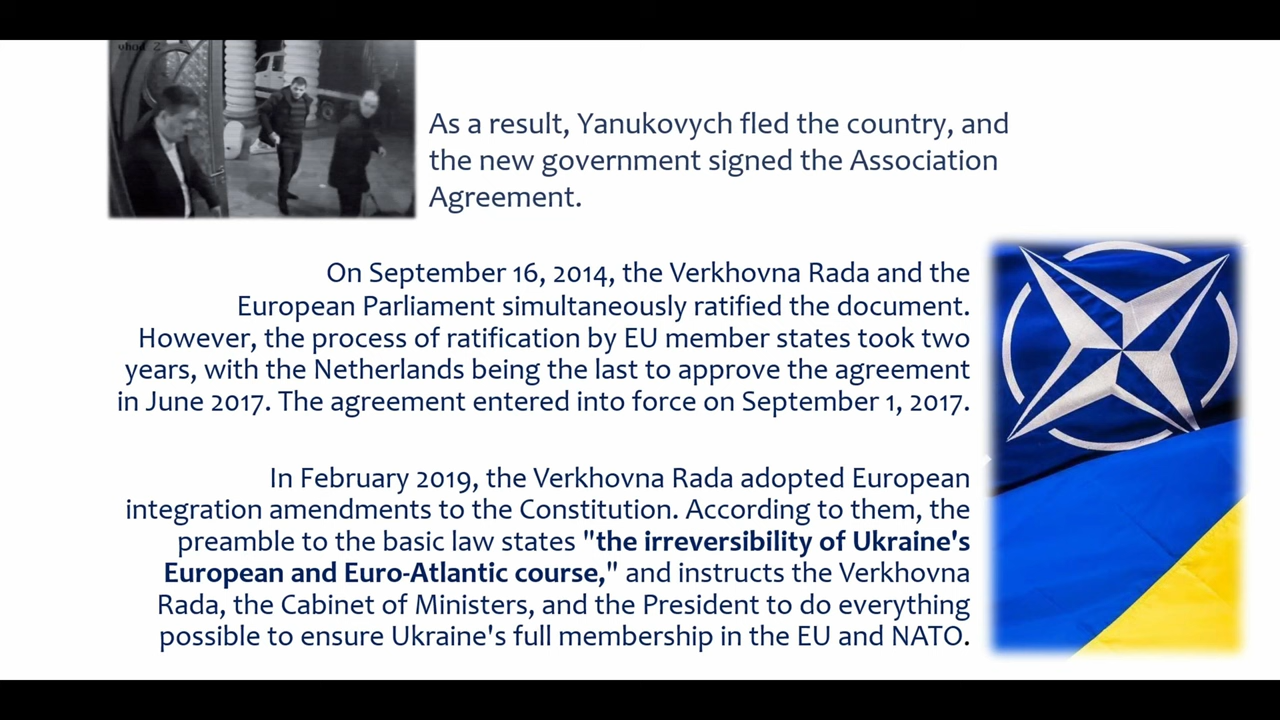 vhod 2
As a result, Yanukovych fled the country, and
the new government signed the Association
Agreement.
On September 16, 2014, the Verkhovna Rada and the
European Parliament simultaneously ratified the document.
However, the process of ratification by EU member states took two
years, with the Netherlands being the last to approve the agreement
in June 2017. The agreement entered into force on September 1, 2017.
In February 2019, the Verkhovna Rada adopted European
integration amendments to the Constitution. According to them, the
preamble to the basic law states "the irreversibility of Ukraine's
European and Euro-Atlantic course," and instructs the Verkhovna
Rada, the Cabinet of Ministers, and the President to do everything
possible to ensure Ukraine's full membership in the EU and NATO.